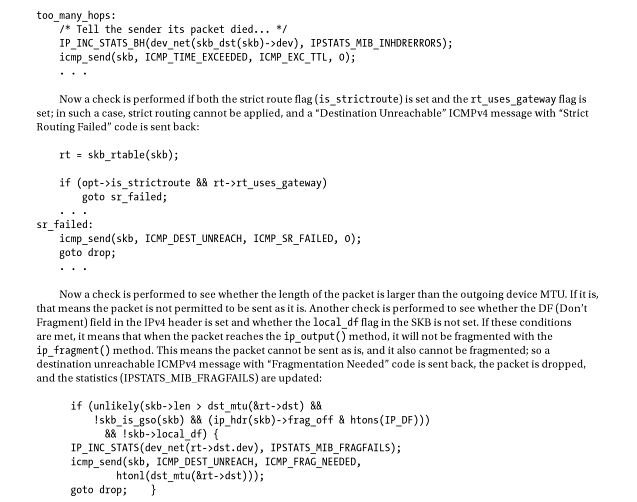 too_many_hops:
/* Tell the sender its packet died... */
IP_INC_STATS_BH(dev_net(skb_dst(skb)->dev), IPSTATS_MIB_INHDRERRORS);
icmp_send(skb, ICMP_TIME_EXCEEDED, ICMP_EXC_TTL, 0);
. . .
Now a check is performed if both the strict route flag (is_strictroute) is set and the rt_uses_gateway flag is
set; in such a case, strict routing cannot be applied, and a “Destination Unreachable” ICMPv4 message with “Strict
Routing Failed” code is sent back:
rt = skb_rtable(skb);
if (opt->is_strictroute && rt->rt_uses_gateway)
goto sr_failed;
. . .
sr_failed:
icmp_send(skb, ICMP_DEST_UNREACH, ICMP_SR_FAILED, 0);
goto drop;
. . .
Now a check is performed to see whether the length of the packet is larger than the outgoing device MTU. If it is,
that means the packet is not permitted to be sent as it is. Another check is performed to see whether the DF (Don’t
Fragment) field in the IPv4 header is set and whether the local_df flag in the SKB is not set. If these conditions
are met, it means that when the packet reaches the ip_output() method, it will not be fragmented with the
ip_fragment() method. This means the packet cannot be sent as is, and it also cannot be fragmented; so a
destination unreachable ICMPv4 message with “Fragmentation Needed” code is sent back, the packet is dropped,
and the statistics (IPSTATS_MIB_FRAGFAILS) are updated:
if (unlikely(skb->len > dst_mtu(&rt->dst) &&
!skb_is_gso(skb) && (ip_hdr(skb)->frag_off & htons(IP_DF)))
&& !skb->local_df) {
IP_INC_STATS(dev_net(rt->dst.dev), IPSTATS_MIB_FRAGFAILS);
icmp_send(skb, ICMP_DEST_UNREACH, ICMP_FRAG_NEEDED,
htonl(dst_mtu(&rt->dst)));
goto drop; }